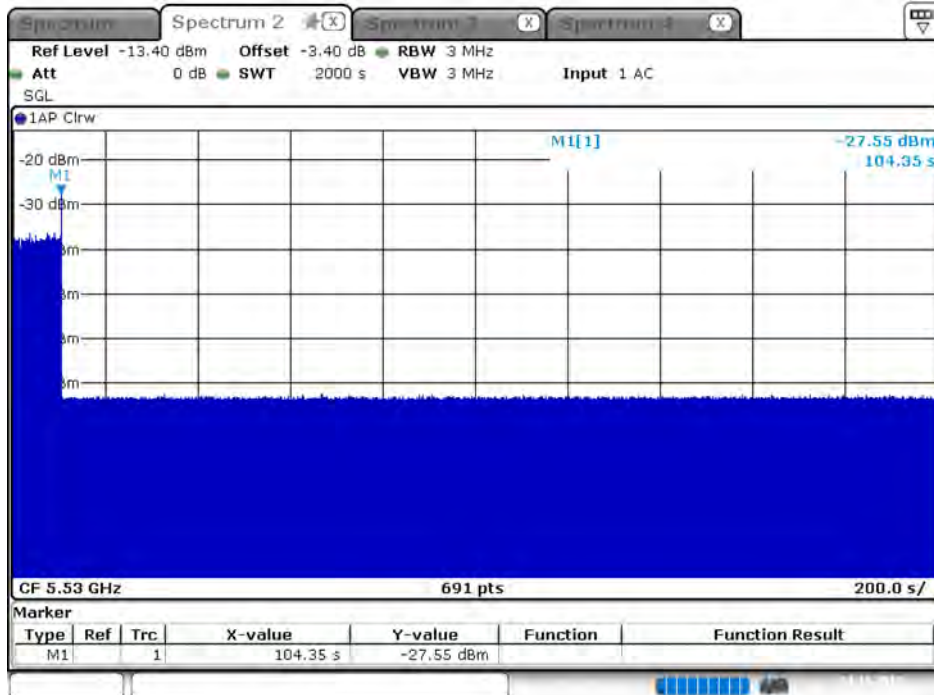 Spectrum 2 X X X
Ref Level -13.40 dBm Offset -3.40 dB RBW 3 MHz
Att 0 dB SWT 2000 s VBW 3 MHz Input 1 AC
SGL
1AP Clrw
M1[1] -27.55 dBm
104.35 s
-20 dBm
M1
-30 dBm
CF 5.53 GHz 691 pts 200.0 s/
Marker
Type Ref Trc X-value Y-value Function Function Result
M1 1 104.35 s -27.55 dBm